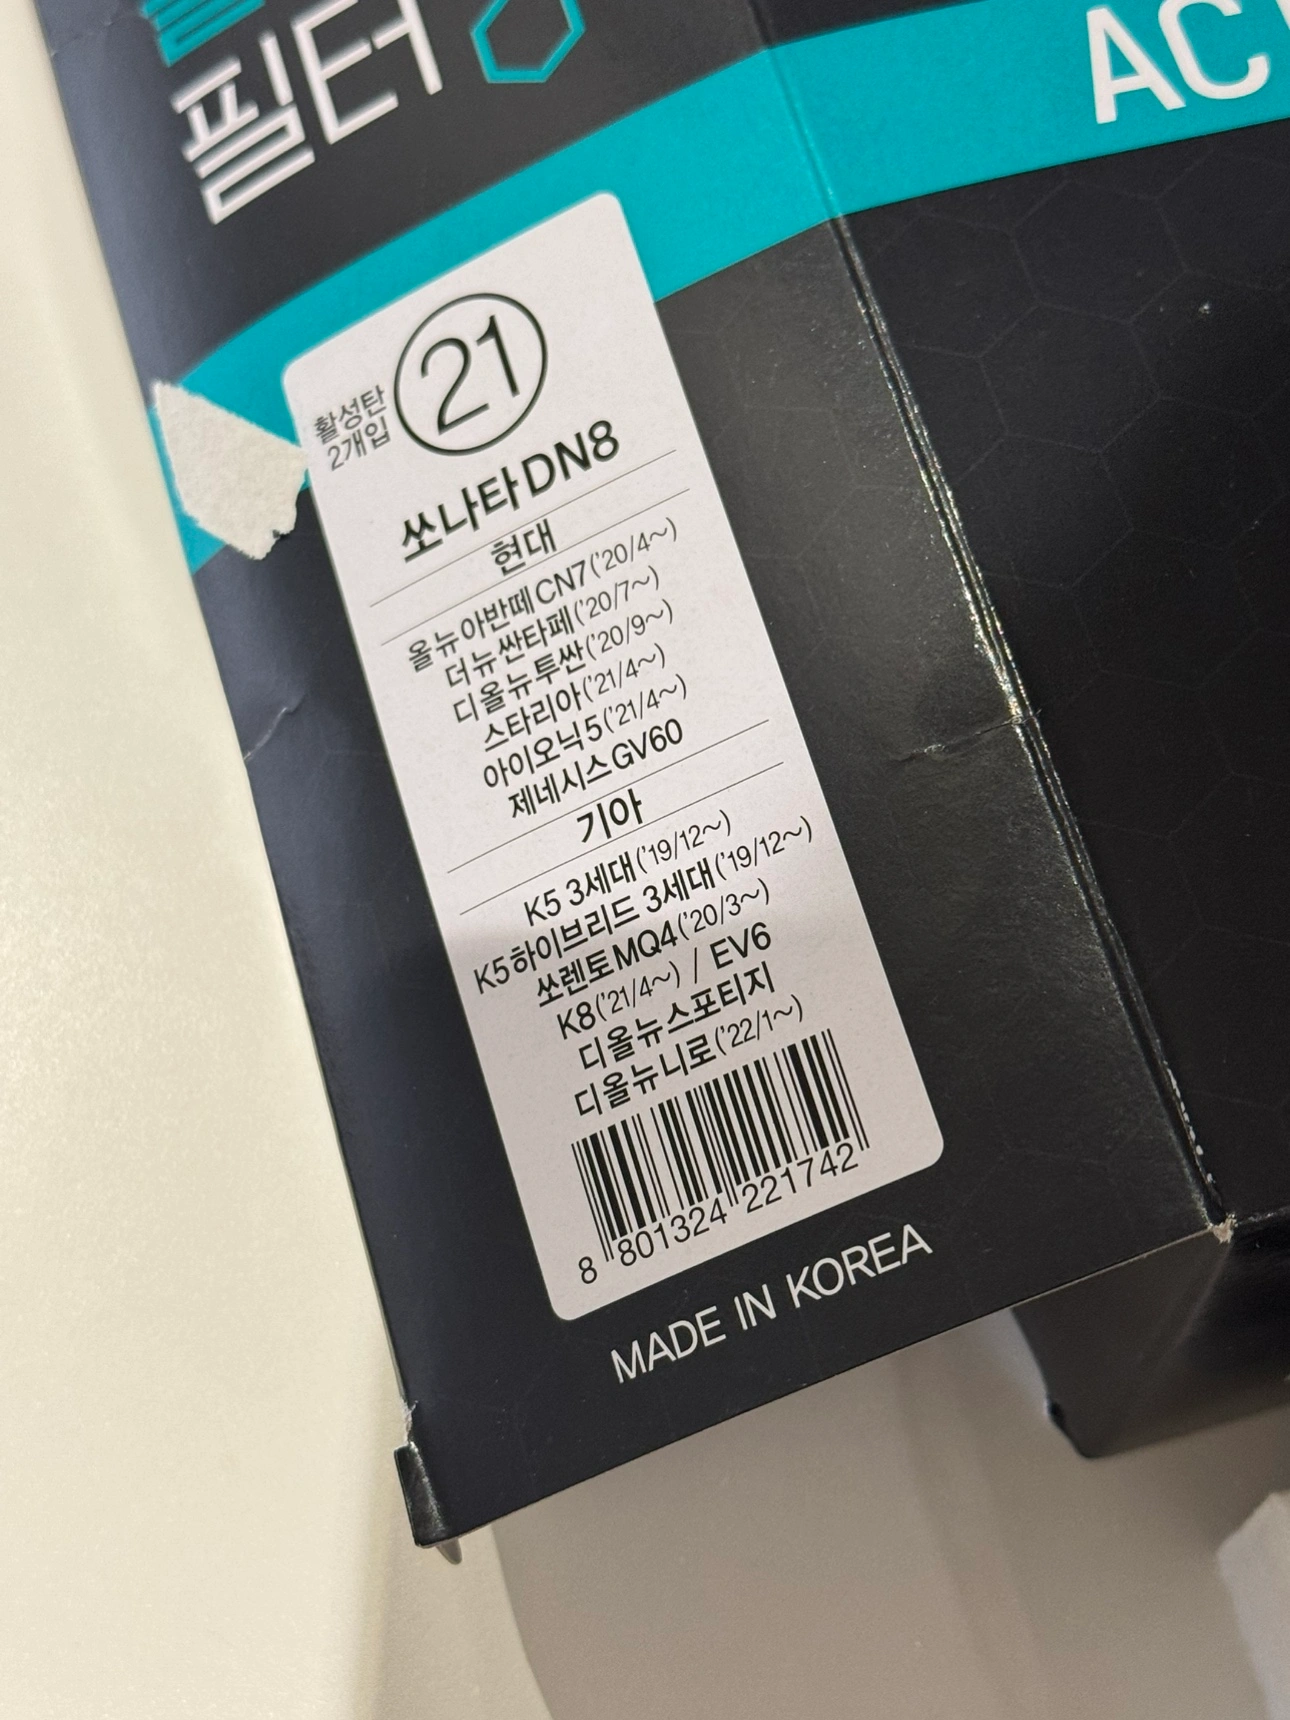 필터
AC
활성탄
2개입
21
쏘나타DN8
현대
올뉴아반떼CN7('20/4~)
더뉴싼타페('20/7~)
디올뉴투싼('20/9~)
스타리아('21/4~)
아이오닉5('21/4~)
제네시스GV60
기아
K5 3세대('19/12~)
K5하이브리드 3세대('19/12~)
쏘렌토MQ4('20/3~)
K8('21/4~) / EV6
디올뉴스포티지
디올뉴니로('22/1~)
8 801324 221742
MADE IN KOREA